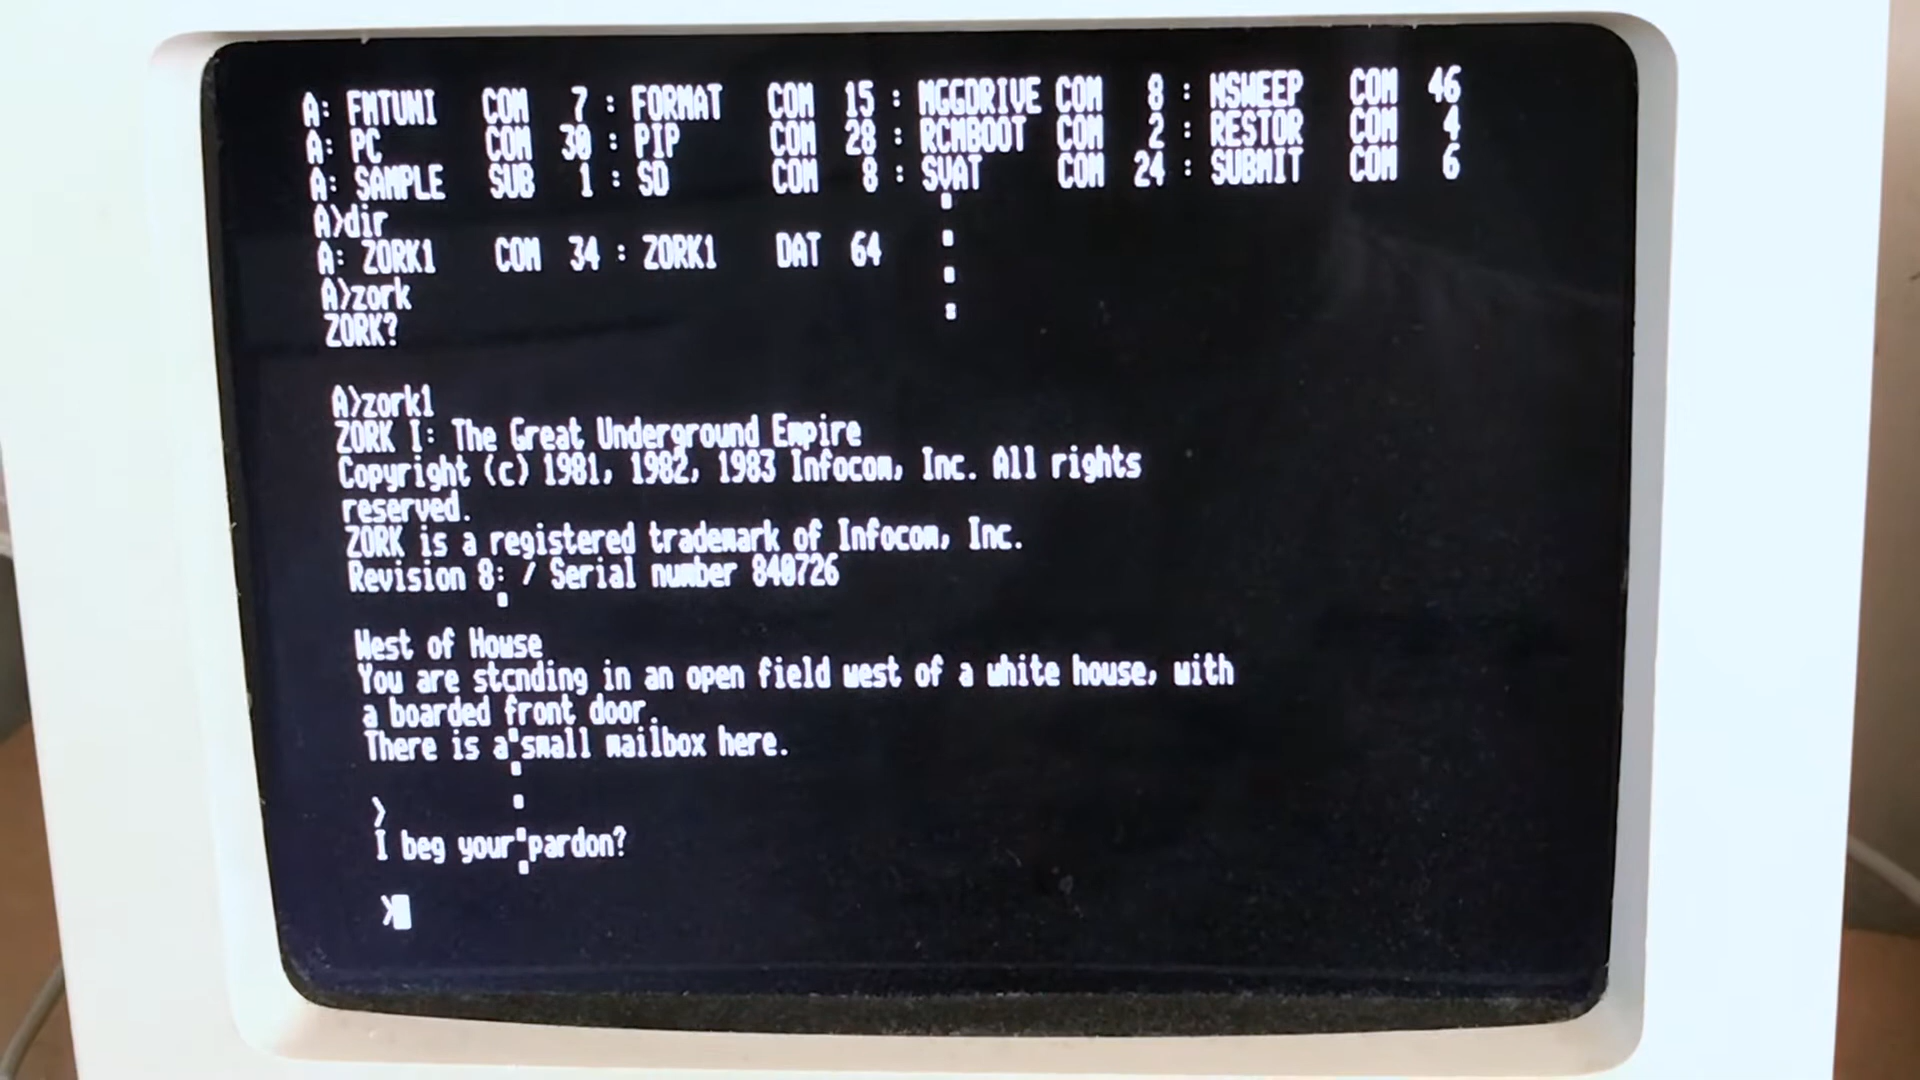 A: FMTUNI COM 7 : FORMAT COM 15 : MGGDRIVE COM 8 : NSWEEP COM 46
A: PC COM 30 : PIP COM 28 : RCMBOOT COM 2 : RESTOR COM 4
A: SAMPLE SUB 1 : SD COM 8 : SVAT COM 24 : SUBMIT COM 6
A>dir
A: ZORK1 COM 34 : ZORK1 DAT 64
A>zork
ZORK?
A>zork1
ZORK I: The Great Underground Empire
Copyright (c) 1981, 1982, 1983 Infocom, Inc. All rights
reserved.
ZORK is a registered trademark of Infocom, Inc.
Revision 8: / Serial number 840726
West of House
You are stcnding in an open field west of a white house, with
a boarded front door.
There is a small mailbox here.
>
I beg your pardon?
>